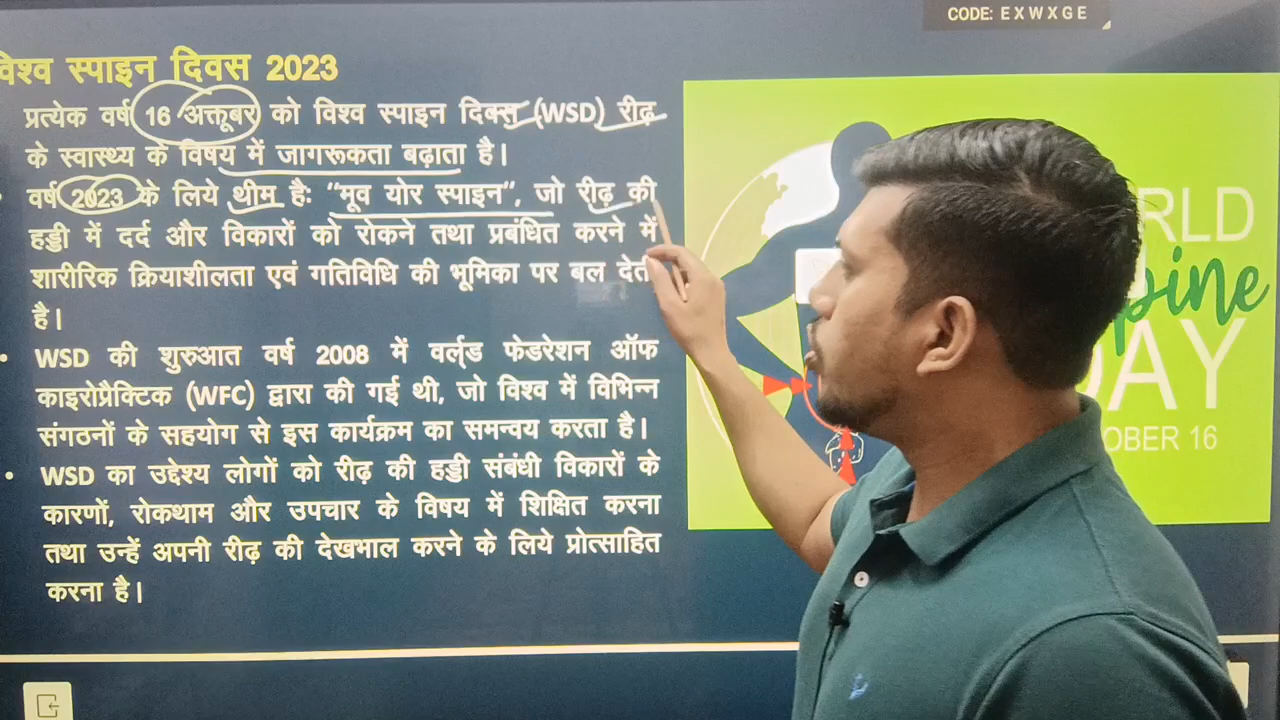 CODE: E X W X G E
विश्व स्पाइन दिवस 2023
प्रत्येक वर्ष 16 अक्तूबर को विश्व स्पाइन दिवस (WSD) रीढ़
के स्वास्थ्य के विषय में जागरूकता बढ़ाता है।
वर्ष 2023 के लिये थीम है: “मूव योर स्पाइन”, जो रीढ़ की
हड्डी में दर्द और विकारों को रोकने तथा प्रबंधित करने में
शारीरिक क्रियाशीलता एवं गतिविधि की भूमिका पर बल देती
है।
• WSD की शुरुआत वर्ष 2008 में वर्ल्ड फेडरेशन ऑफ
काइरोप्रैक्टिक (WFC) द्वारा की गई थी, जो विश्व में विभिन्न
संगठनों के सहयोग से इस कार्यक्रम का समन्वय करता है।
• WSD का उद्देश्य लोगों को रीढ़ की हड्डी संबंधी विकारों के
कारणों, रोकथाम और उपचार के विषय में शिक्षित करना
तथा उन्हें अपनी रीढ़ की देखभाल करने के लिये प्रोत्साहित
करना है।
RLD
pine
DAY
OBER 16